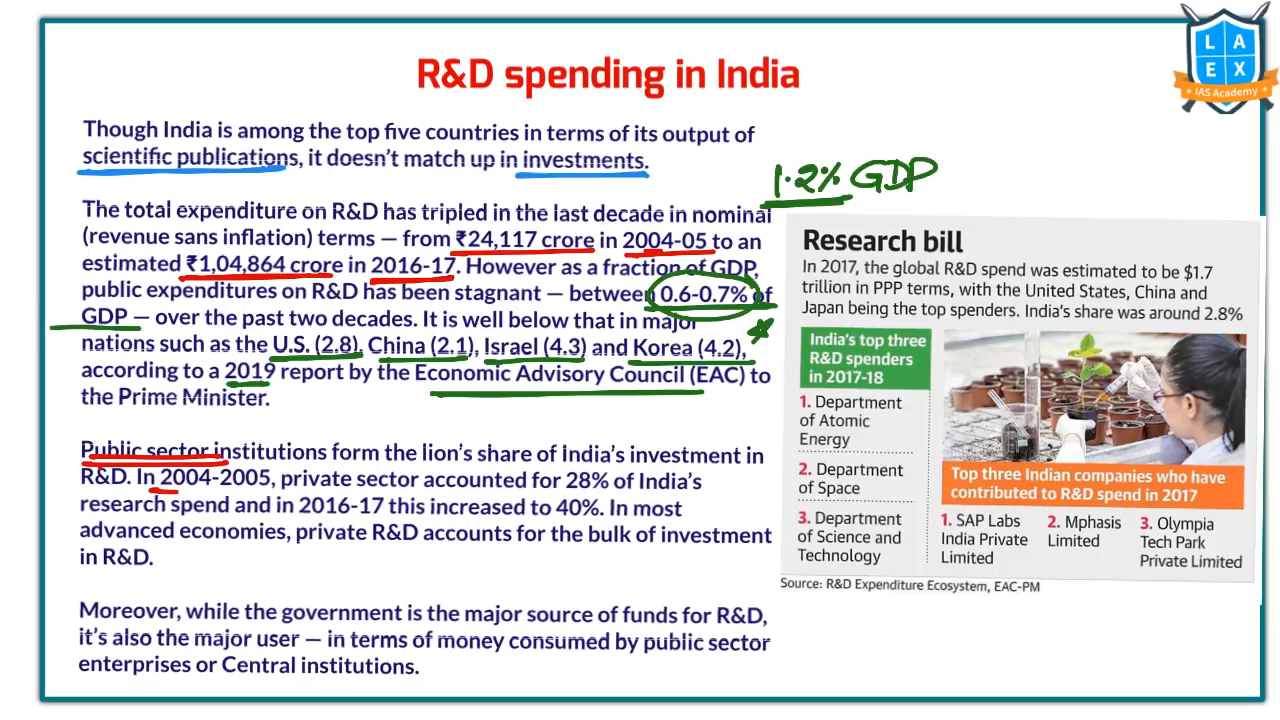 R&D spending in India
L A
E X
IAS Academy
Though India is among the top five countries in terms of its output of
scientific publications, it doesn't match up in investments.
1.2% GDP
The total expenditure on R&D has tripled in the last decade in nominal
(revenue sans inflation) terms — from ₹24,117 crore in 2004-05 to an
estimated ₹1,04,864 crore in 2016-17. However as a fraction of GDP,
public expenditures on R&D has been stagnant — between 0.6-0.7% of
GDP — over the past two decades. It is well below that in major
nations such as the U.S. (2.8), China (2.1), Israel (4.3) and Korea (4.2),
according to a 2019 report by the Economic Advisory Council (EAC) to
the Prime Minister.
Public sector institutions form the lion's share of India's investment in
R&D. In 2004-2005, private sector accounted for 28% of India's
research spend and in 2016-17 this increased to 40%. In most
advanced economies, private R&D accounts for the bulk of investment
in R&D.
Moreover, while the government is the major source of funds for R&D,
it's also the major user — in terms of money consumed by public sector
enterprises or Central institutions.
Research bill
In 2017, the global R&D spend was estimated to be $1.7
trillion in PPP terms, with the United States, China and
Japan being the top spenders. India's share was around 2.8%
India's top three
R&D spenders
in 2017-18
1. Department
of Atomic
Energy
2. Department
of Space
3. Department
of Science and
Technology
Top three Indian companies who have
contributed to R&D spend in 2017
1. SAP Labs
India Private
Limited
2. Mphasis
Limited
3. Olympia
Tech Park
Private Limited
Source: R&D Expenditure Ecosystem, EAC-PM